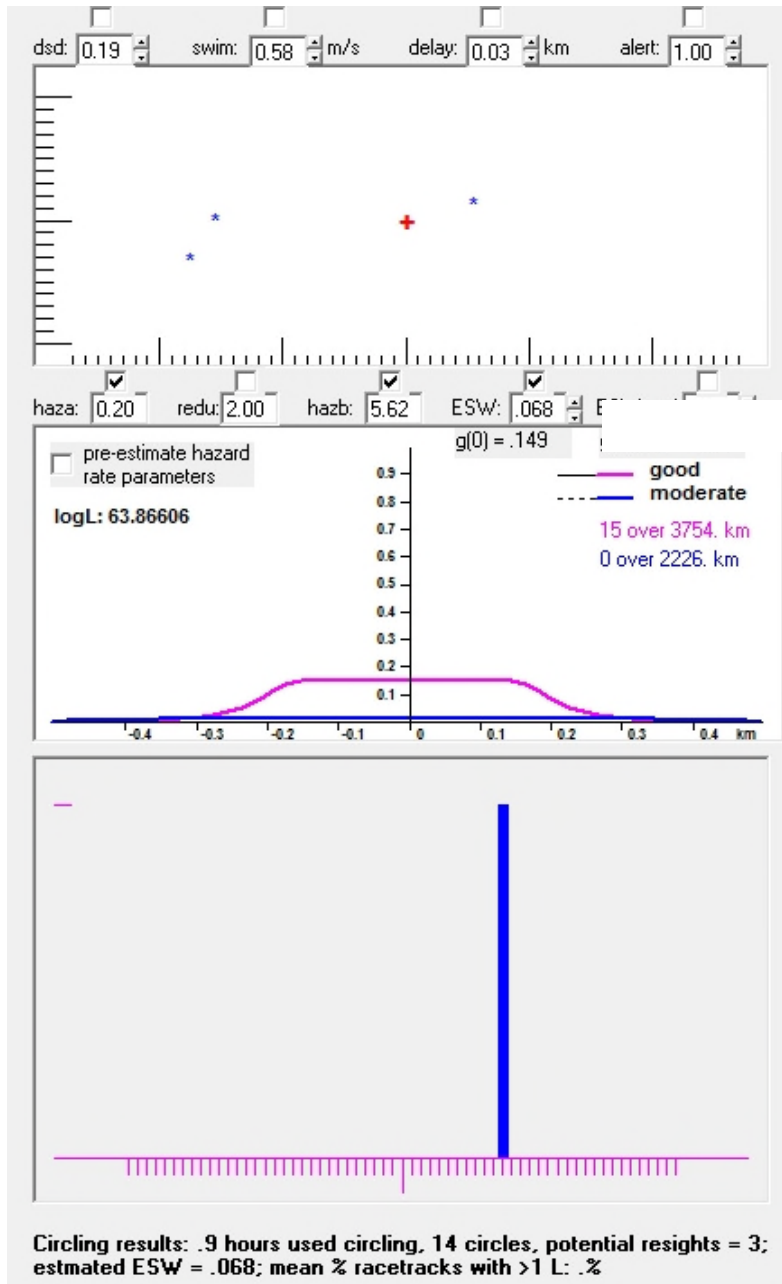 dsd: 0.19 swim: 0.58 m/s delay: 0.03 km alert: 1.00
* * *
+
haza: 0.20 redu: 2.00 hazb: 5.62 ESW: .068
g(0) = .149
pre-estimate hazard
rate parameters
logL: 63.86606
good
moderate
15 over 3754. km
0 over 2226. km
0.9
0.8
0.7
0.6
0.5
0.4
0.3
0.2
0.1
-0.4 -0.3 -0.2 -0.1 0 0.1 0.2 0.3 0.4 km
Circling results: .9 hours used circling, 14 circles, potential resights = 3;
estmated ESW = .068; mean % racetracks with >1 L: .%